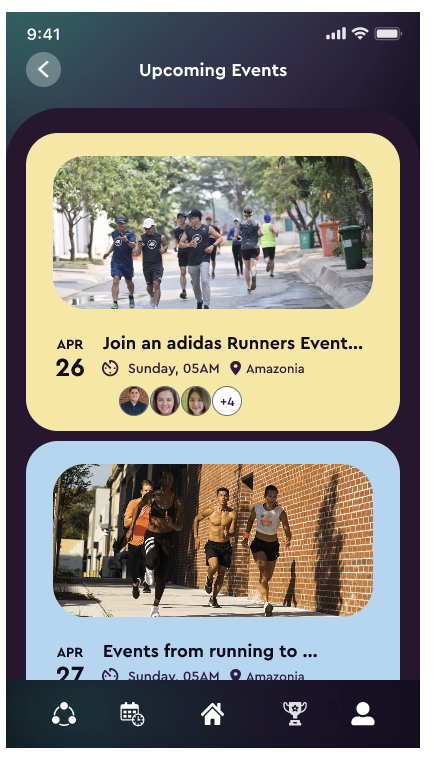 9:41
Upcoming Events
APR
26
Join an adidas Runners Event...
Sunday, 05AM
Amazonia
+4
APR
27
Events from running to ...
Sunday, 05AM
Amazonia